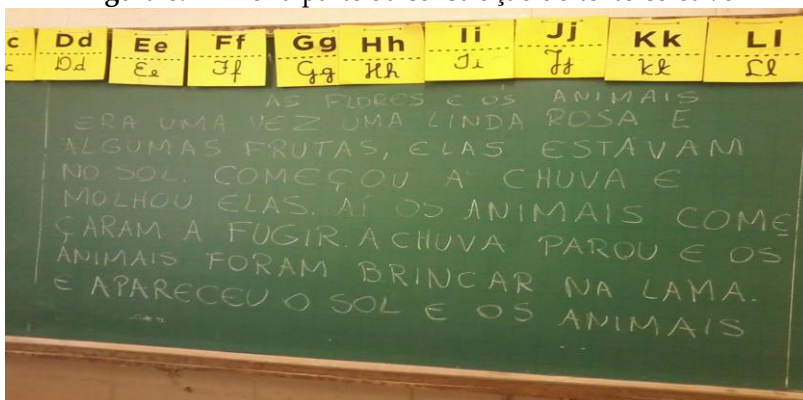 c Dd Ee Ff Gg Hh Ii Jj Kk Ll
c Dd Ee Ff Gg Hh Ii Jj Kk Ll
AS FLORES E OS ANIMAIS
ERA UMA VEZ UMA LINDA ROSA E
ALGUMAS FRUTAS, ELAS ESTAVAM
NO SOL. COMEÇOU A CHUVA E
MOLHOU ELAS. AÍ OS ANIMAIS COME
ÇARAM A FUGIR. A CHUVA PAROU E OS
ANIMAIS FORAM BRINCAR NA LAMA.
E APARECEU O SOL E OS ANIMAIS